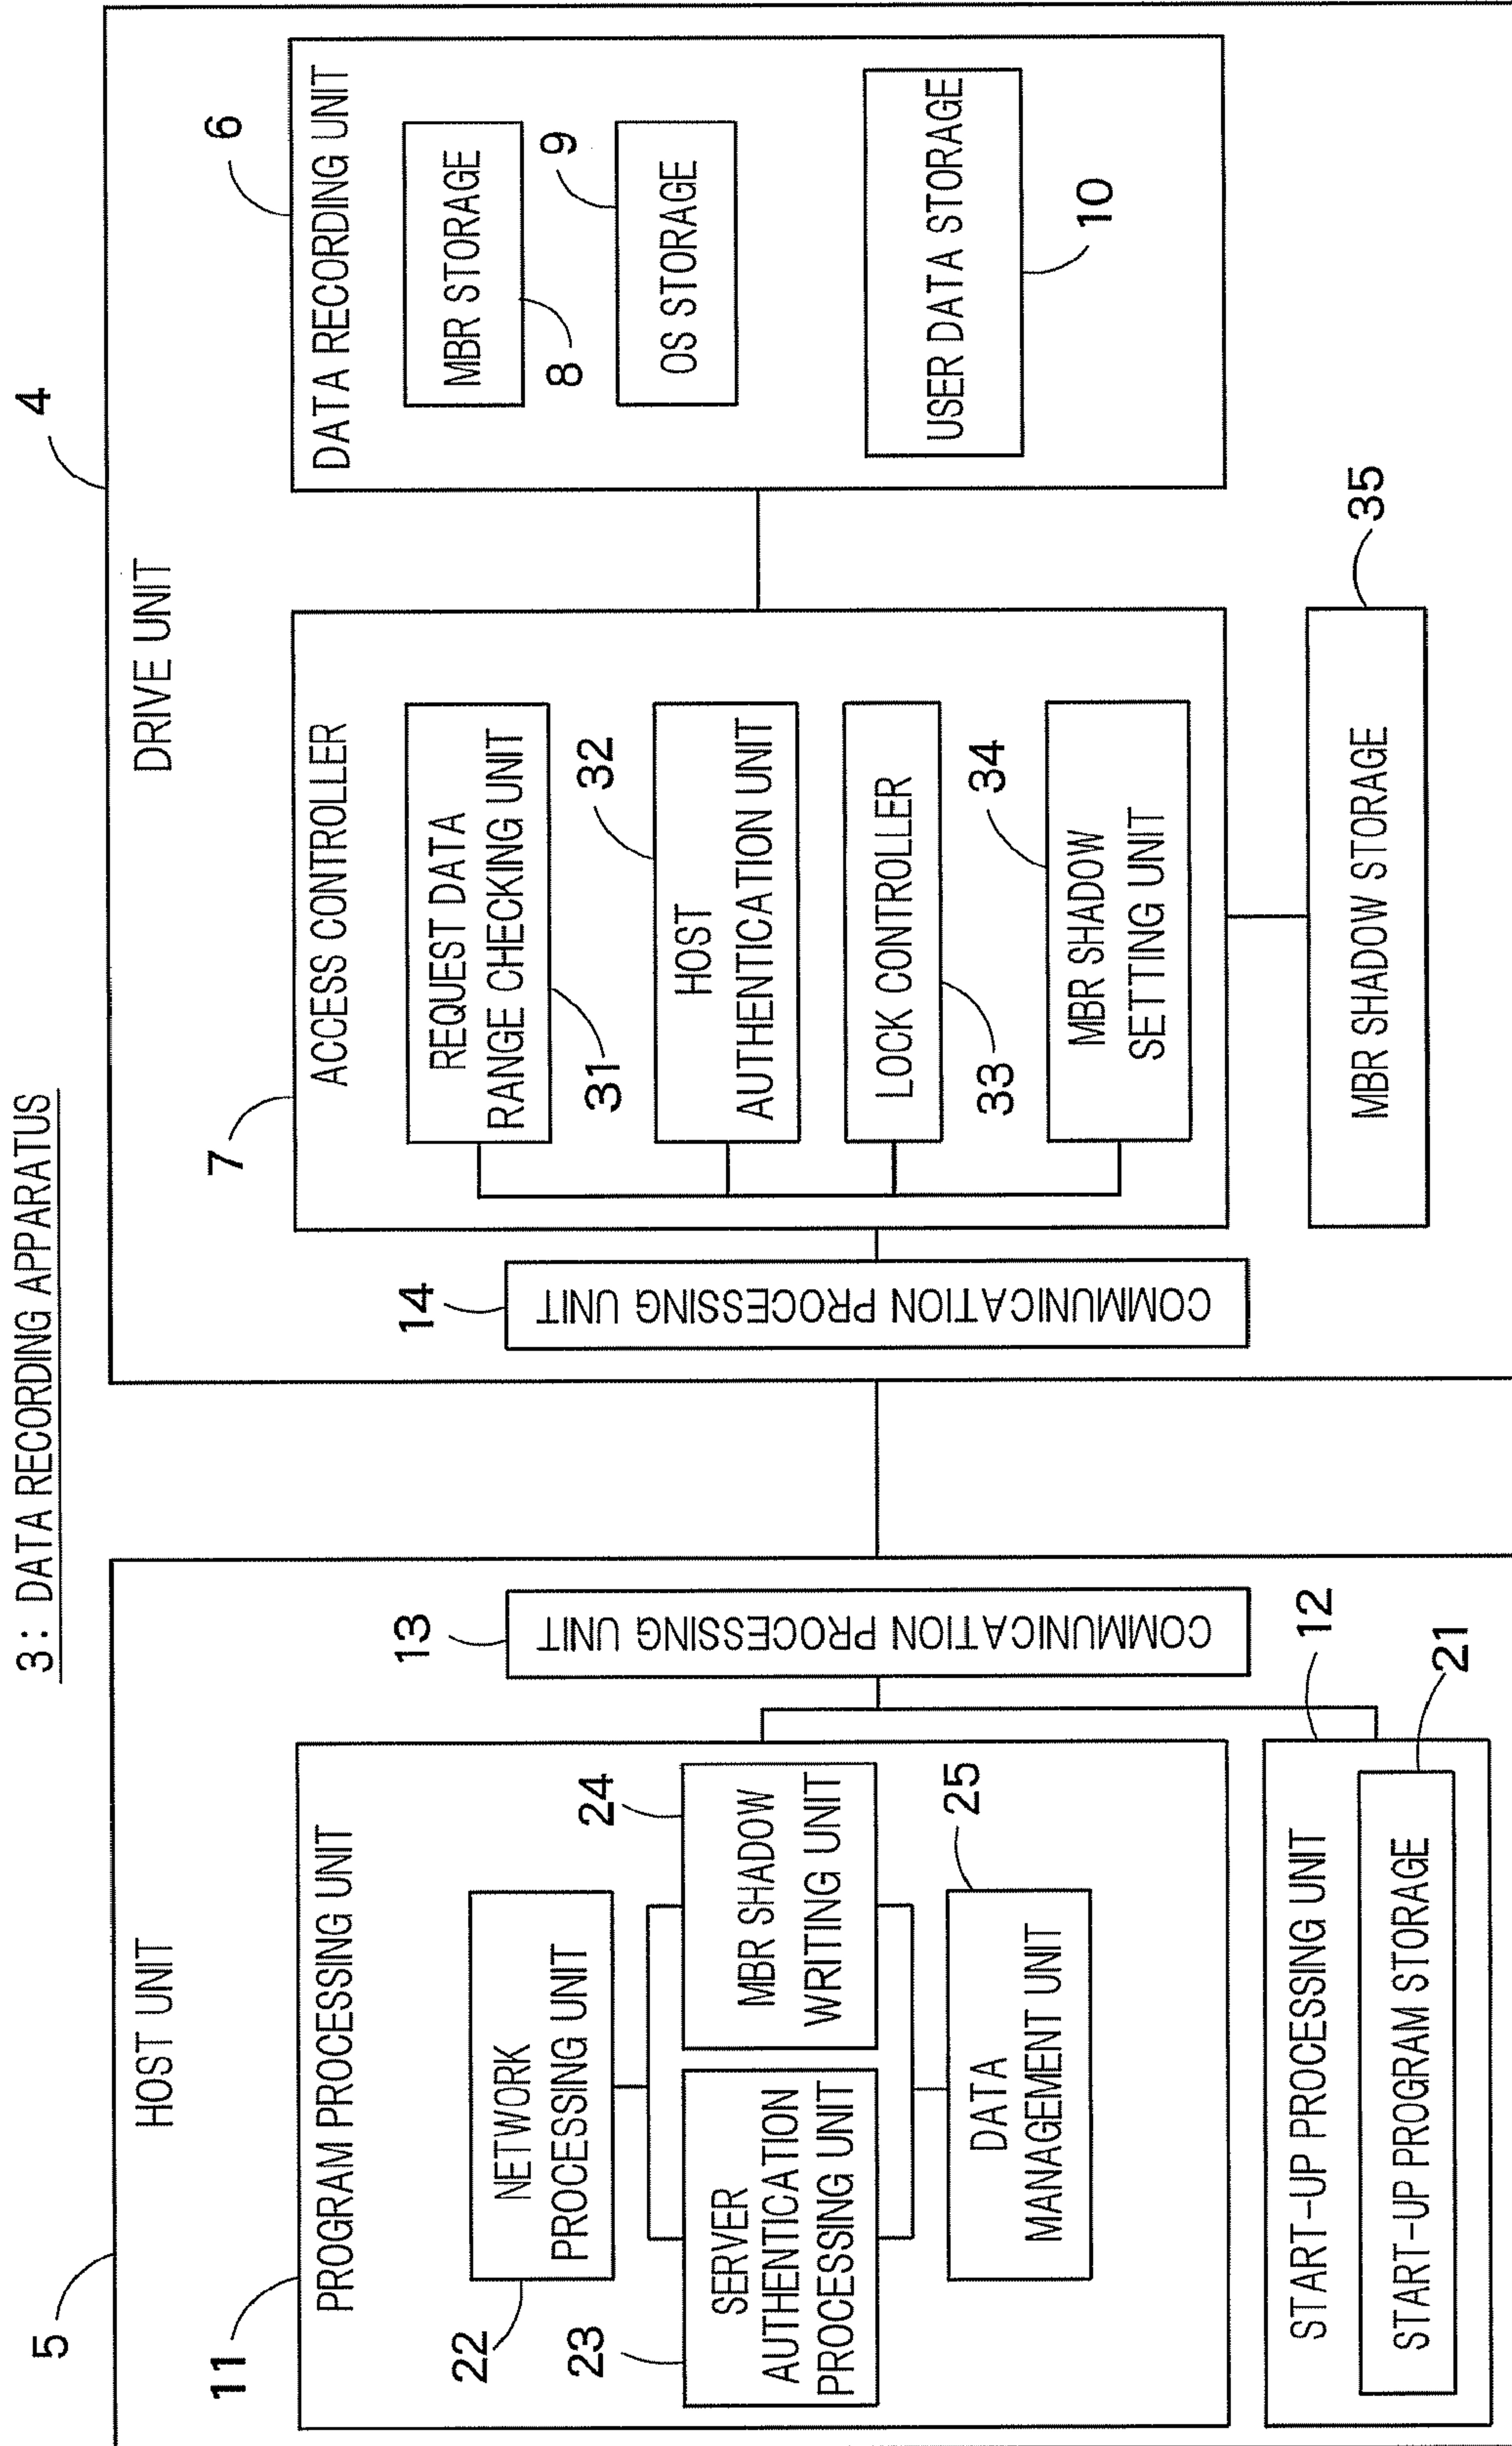 3: DATA RECORDING APPARATUS
5
HOST UNIT
11
PROGRAM PROCESSING UNIT
22
NETWORK
PROCESSING UNIT
23
SERVER
AUTHENTICATION
PROCESSING UNIT
24
MBR SHADOW
WRITING UNIT
25
DATA
MANAGEMENT UNIT
12
START-UP PROCESSING UNIT
21
START-UP PROGRAM STORAGE
13
COMMUNICATION PROCESSING UNIT
4
DRIVE UNIT
14
COMMUNICATION PROCESSING UNIT
7
ACCESS CONTROLLER
REQUEST DATA
RANGE CHECKING UNIT
31
32
HOST
AUTHENTICATION UNIT
LOCK CONTROLLER
33
34
MBR SHADOW
SETTING UNIT
35
MBR SHADOW STORAGE
6
DATA RECORDING UNIT
MBR STORAGE
8
9
OS STORAGE
USER DATA STORAGE
10